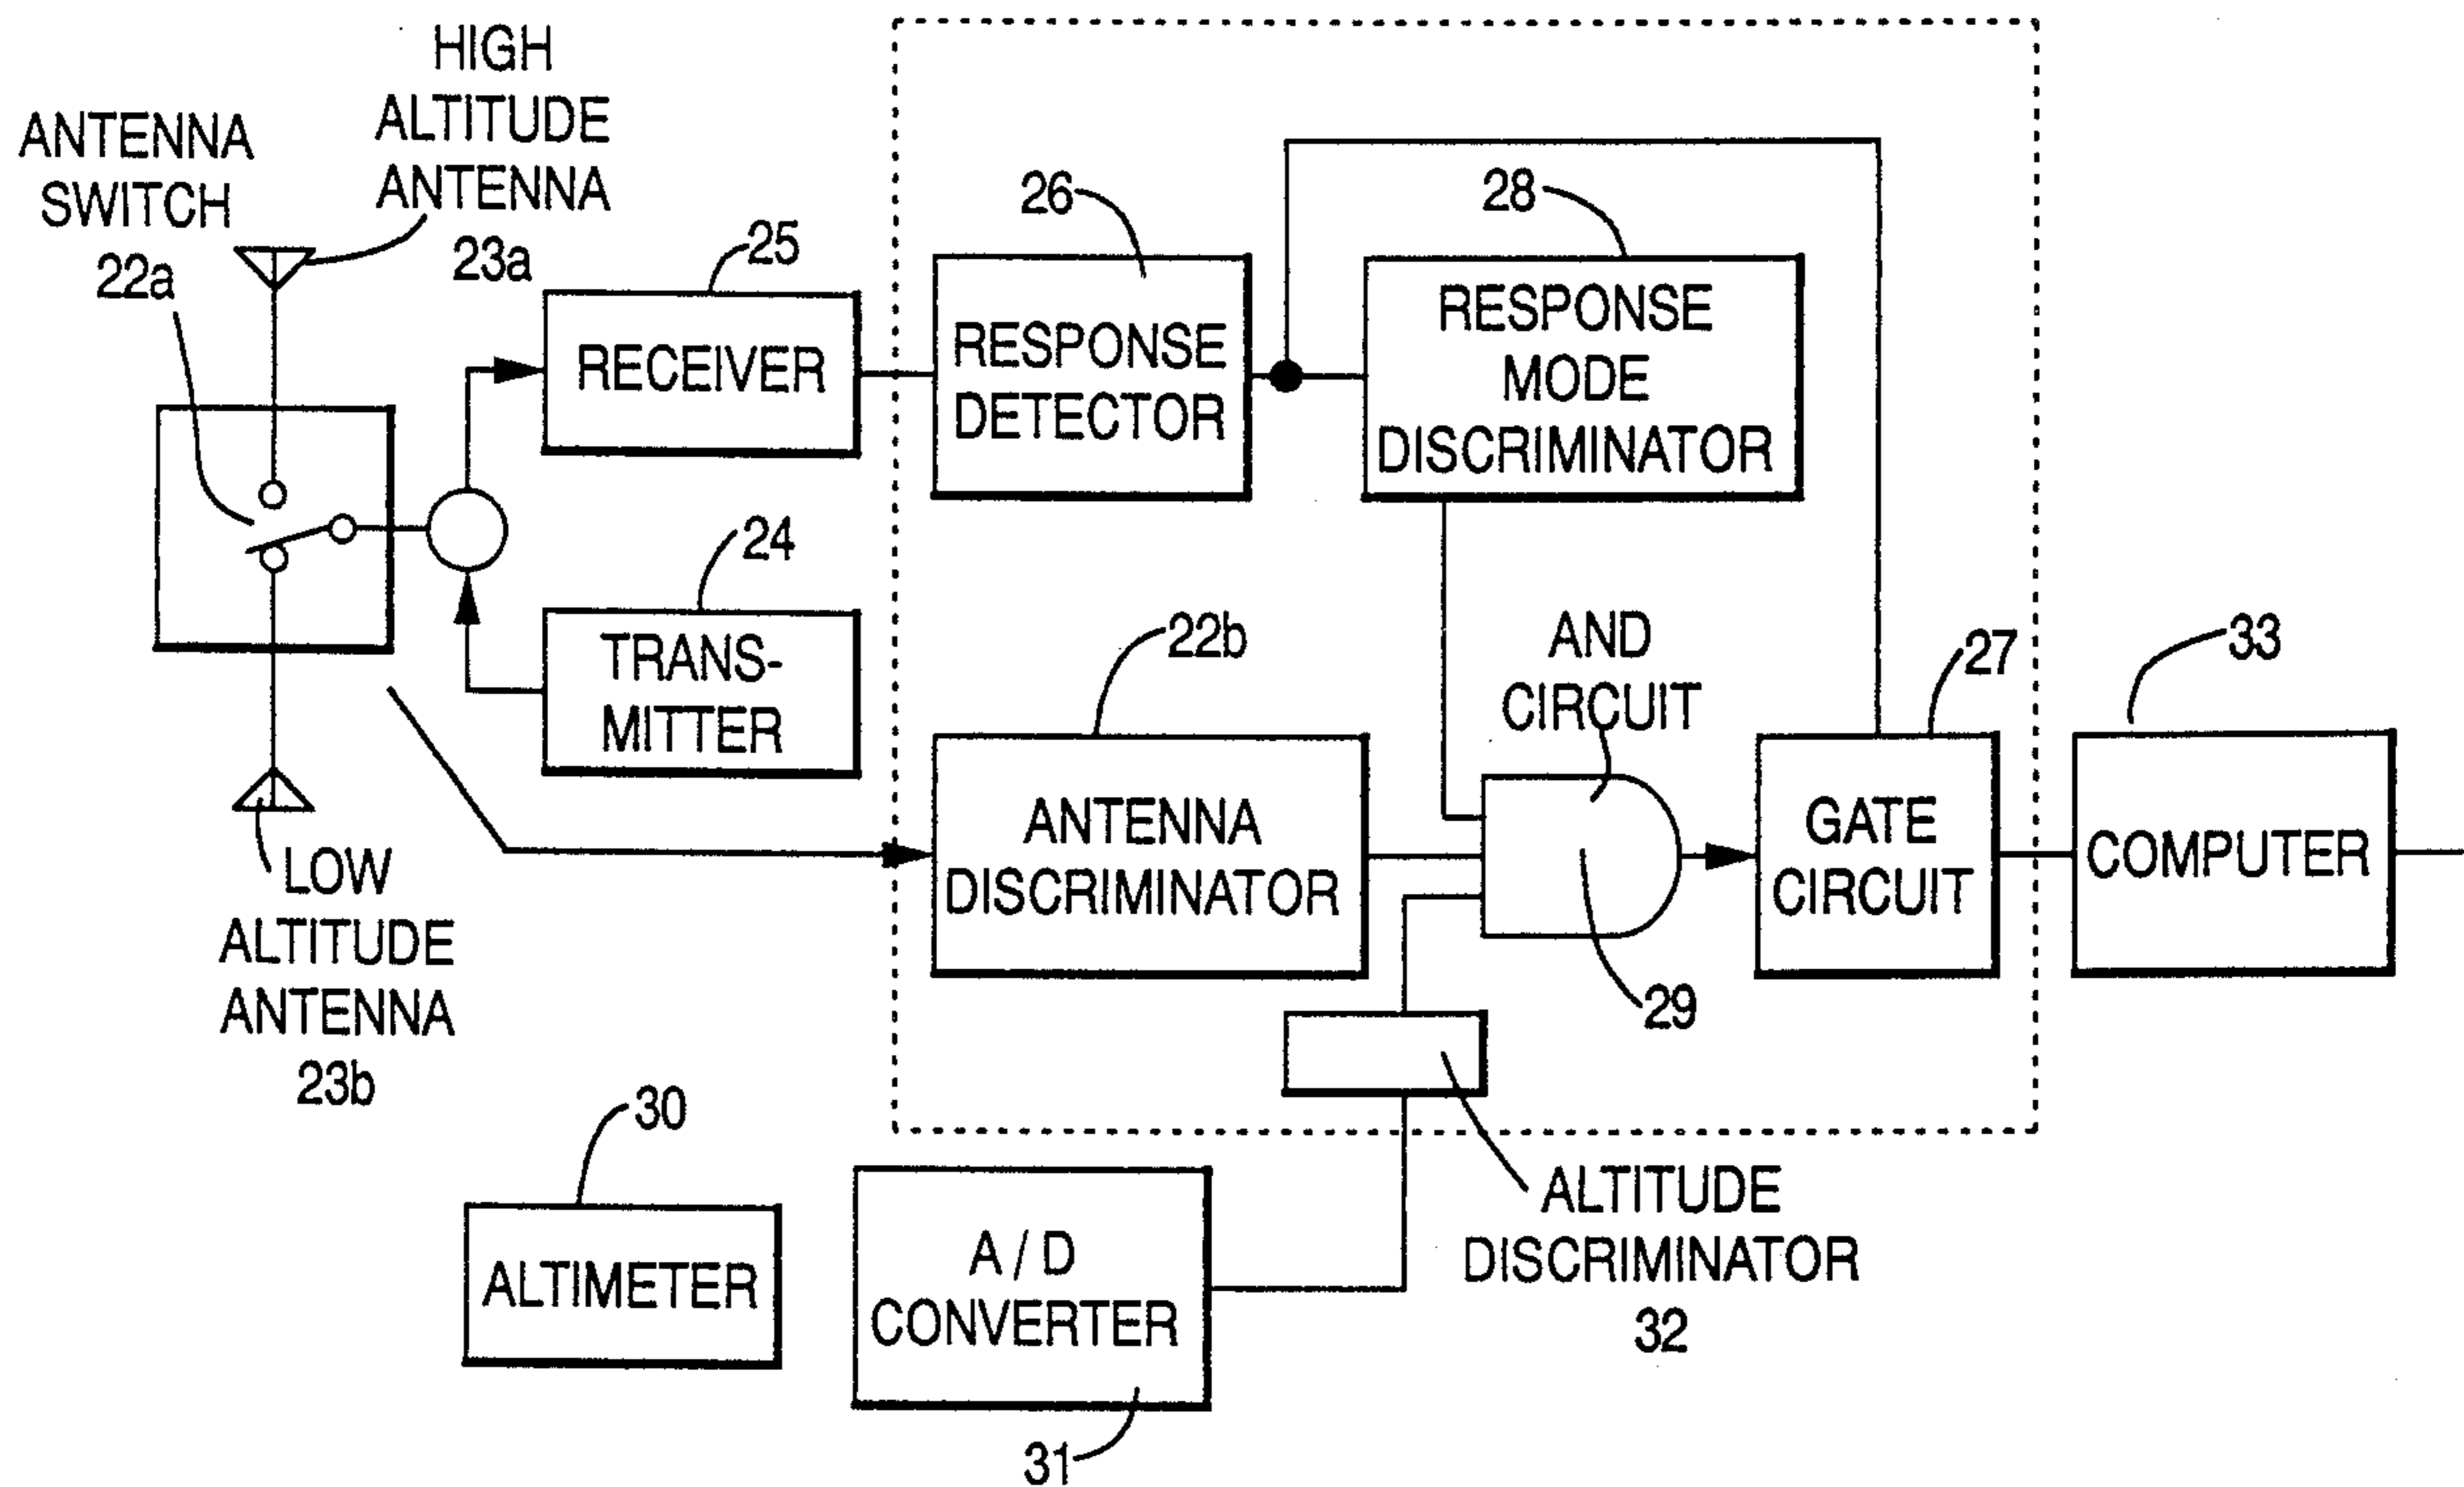 HIGH
ALTITUDE
ANTENNA
23a
ANTENNA
SWITCH
22a
25
RECEIVER
26
RESPONSE
DETECTOR
28
RESPONSE
MODE
DISCRIMINATOR
24
TRANS-
MITTER
22b
ANTENNA
DISCRIMINATOR
AND
CIRCUIT
29
27
GATE
CIRCUIT
33
COMPUTER
LOW
ALTITUDE
ANTENNA
23b
30
ALTIMETER
A / D
CONVERTER
31
ALTITUDE
DISCRIMINATOR
32